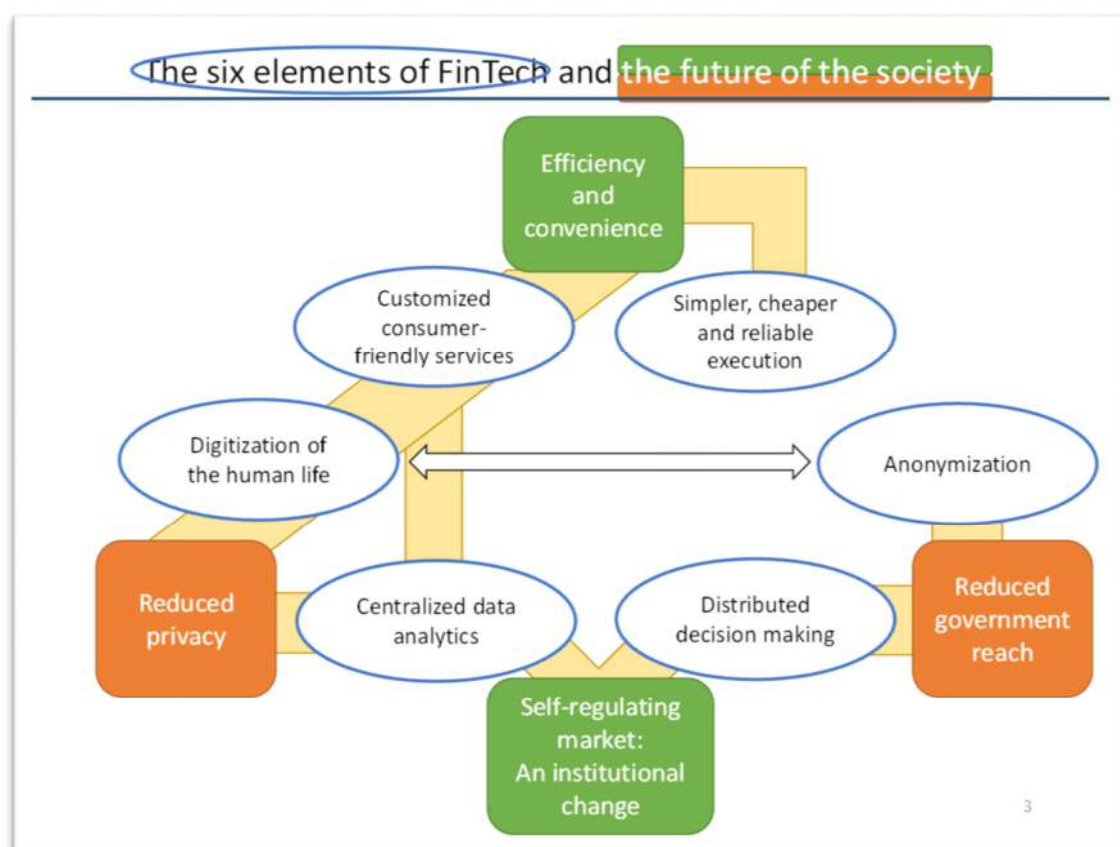 The six elements of FinTech and the future of the society
Efficiency
and
convenience
Customized
consumer-
friendly services
Simpler, cheaper
and reliable
execution
Digitization of
the human life
Anonymization
Reduced
privacy
Centralized data
analytics
Distributed
decision making
Reduced
government
reach
Self-regulating
market:
An institutional
change
3